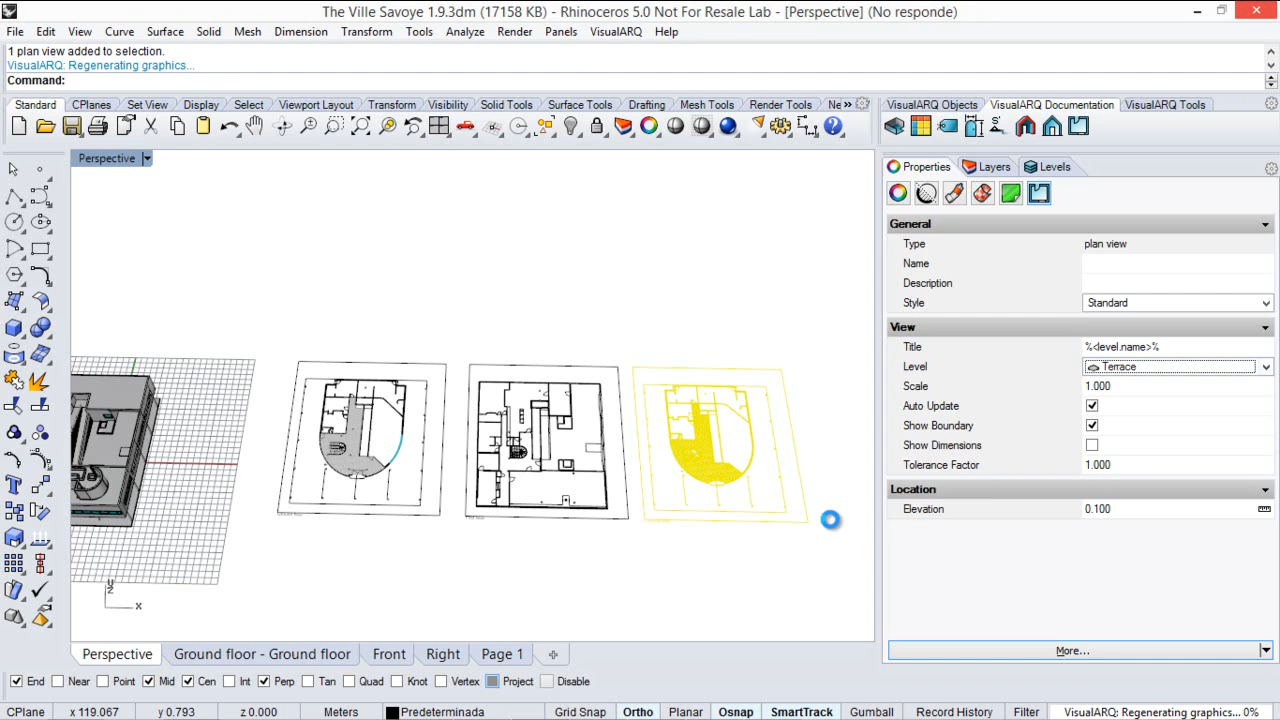 The Ville Savoye 1.9.3dm (17158 KB) - Rhinoceros 5.0 Not For Resale Lab - [Perspective] (No responde)
File Edit View Curve Surface Solid Mesh Dimension Transform Tools Analyze Render Panels VisualARQ Help
1 plan view added to selection.
VisualARQ: Regenerating graphics...
Command:
Standard CPlanes Set View Display Select Viewport Layout Transform Visibility Solid Tools Surface Tools Drafting Mesh Tools Render Tools Ne »
VisualARQ Objects VisualARQ Documentation VisualARQ Tools
Perspective
Properties Layers Levels
General
Type plan view
Name
Description
Style Standard
View
Title %<level.name>%
Level Terrace
Scale 1.000
Auto Update
Show Boundary
Show Dimensions
Tolerance Factor 1.000
Location
Elevation 0.100
More...
z
x
Perspective Ground floor - Ground floor Front Right Page 1
End Near Point Mid Cen Int Perp Tan Quad Knot Vertex Project Disable
CPlane x 119.067 y 0.793 z 0.000 Meters Predeterminada Grid Snap Ortho Planar Osnap SmartTrack Gumball Record History Filter VisualARQ: Regenerating graphics... 0%